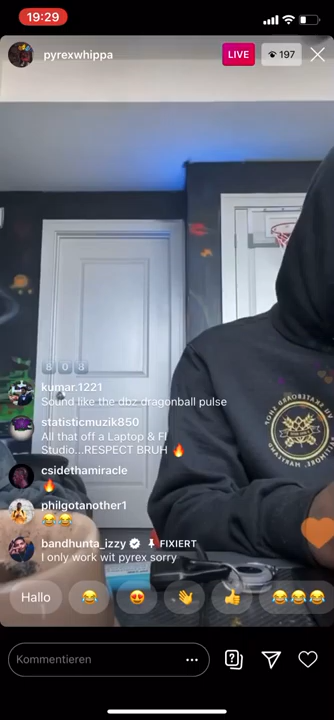 19:29
pyrexwhippa
LIVE
197
808
kumar.1221
Sound like the dbz dragonball pulse
statisticmuzik850
All that off a Laptop & Fl
Studio...RESPECT BRUH 🔥
csidethamiracle
🔥
philgotanother1
😂😂
bandhunta_izzy FIXIERT
I only work wit pyrex sorry
Hallo
😂 😍 👋 👍 😂😂😂
Kommentieren